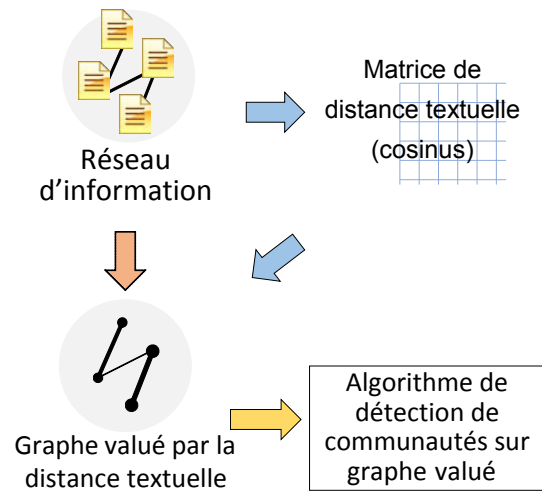 Réseau
d'information
Matrice de
distance textuelle
(cosinus)
Graphe valué par la
distance textuelle
Algorithme de
détection de
communautés sur
graphe valué